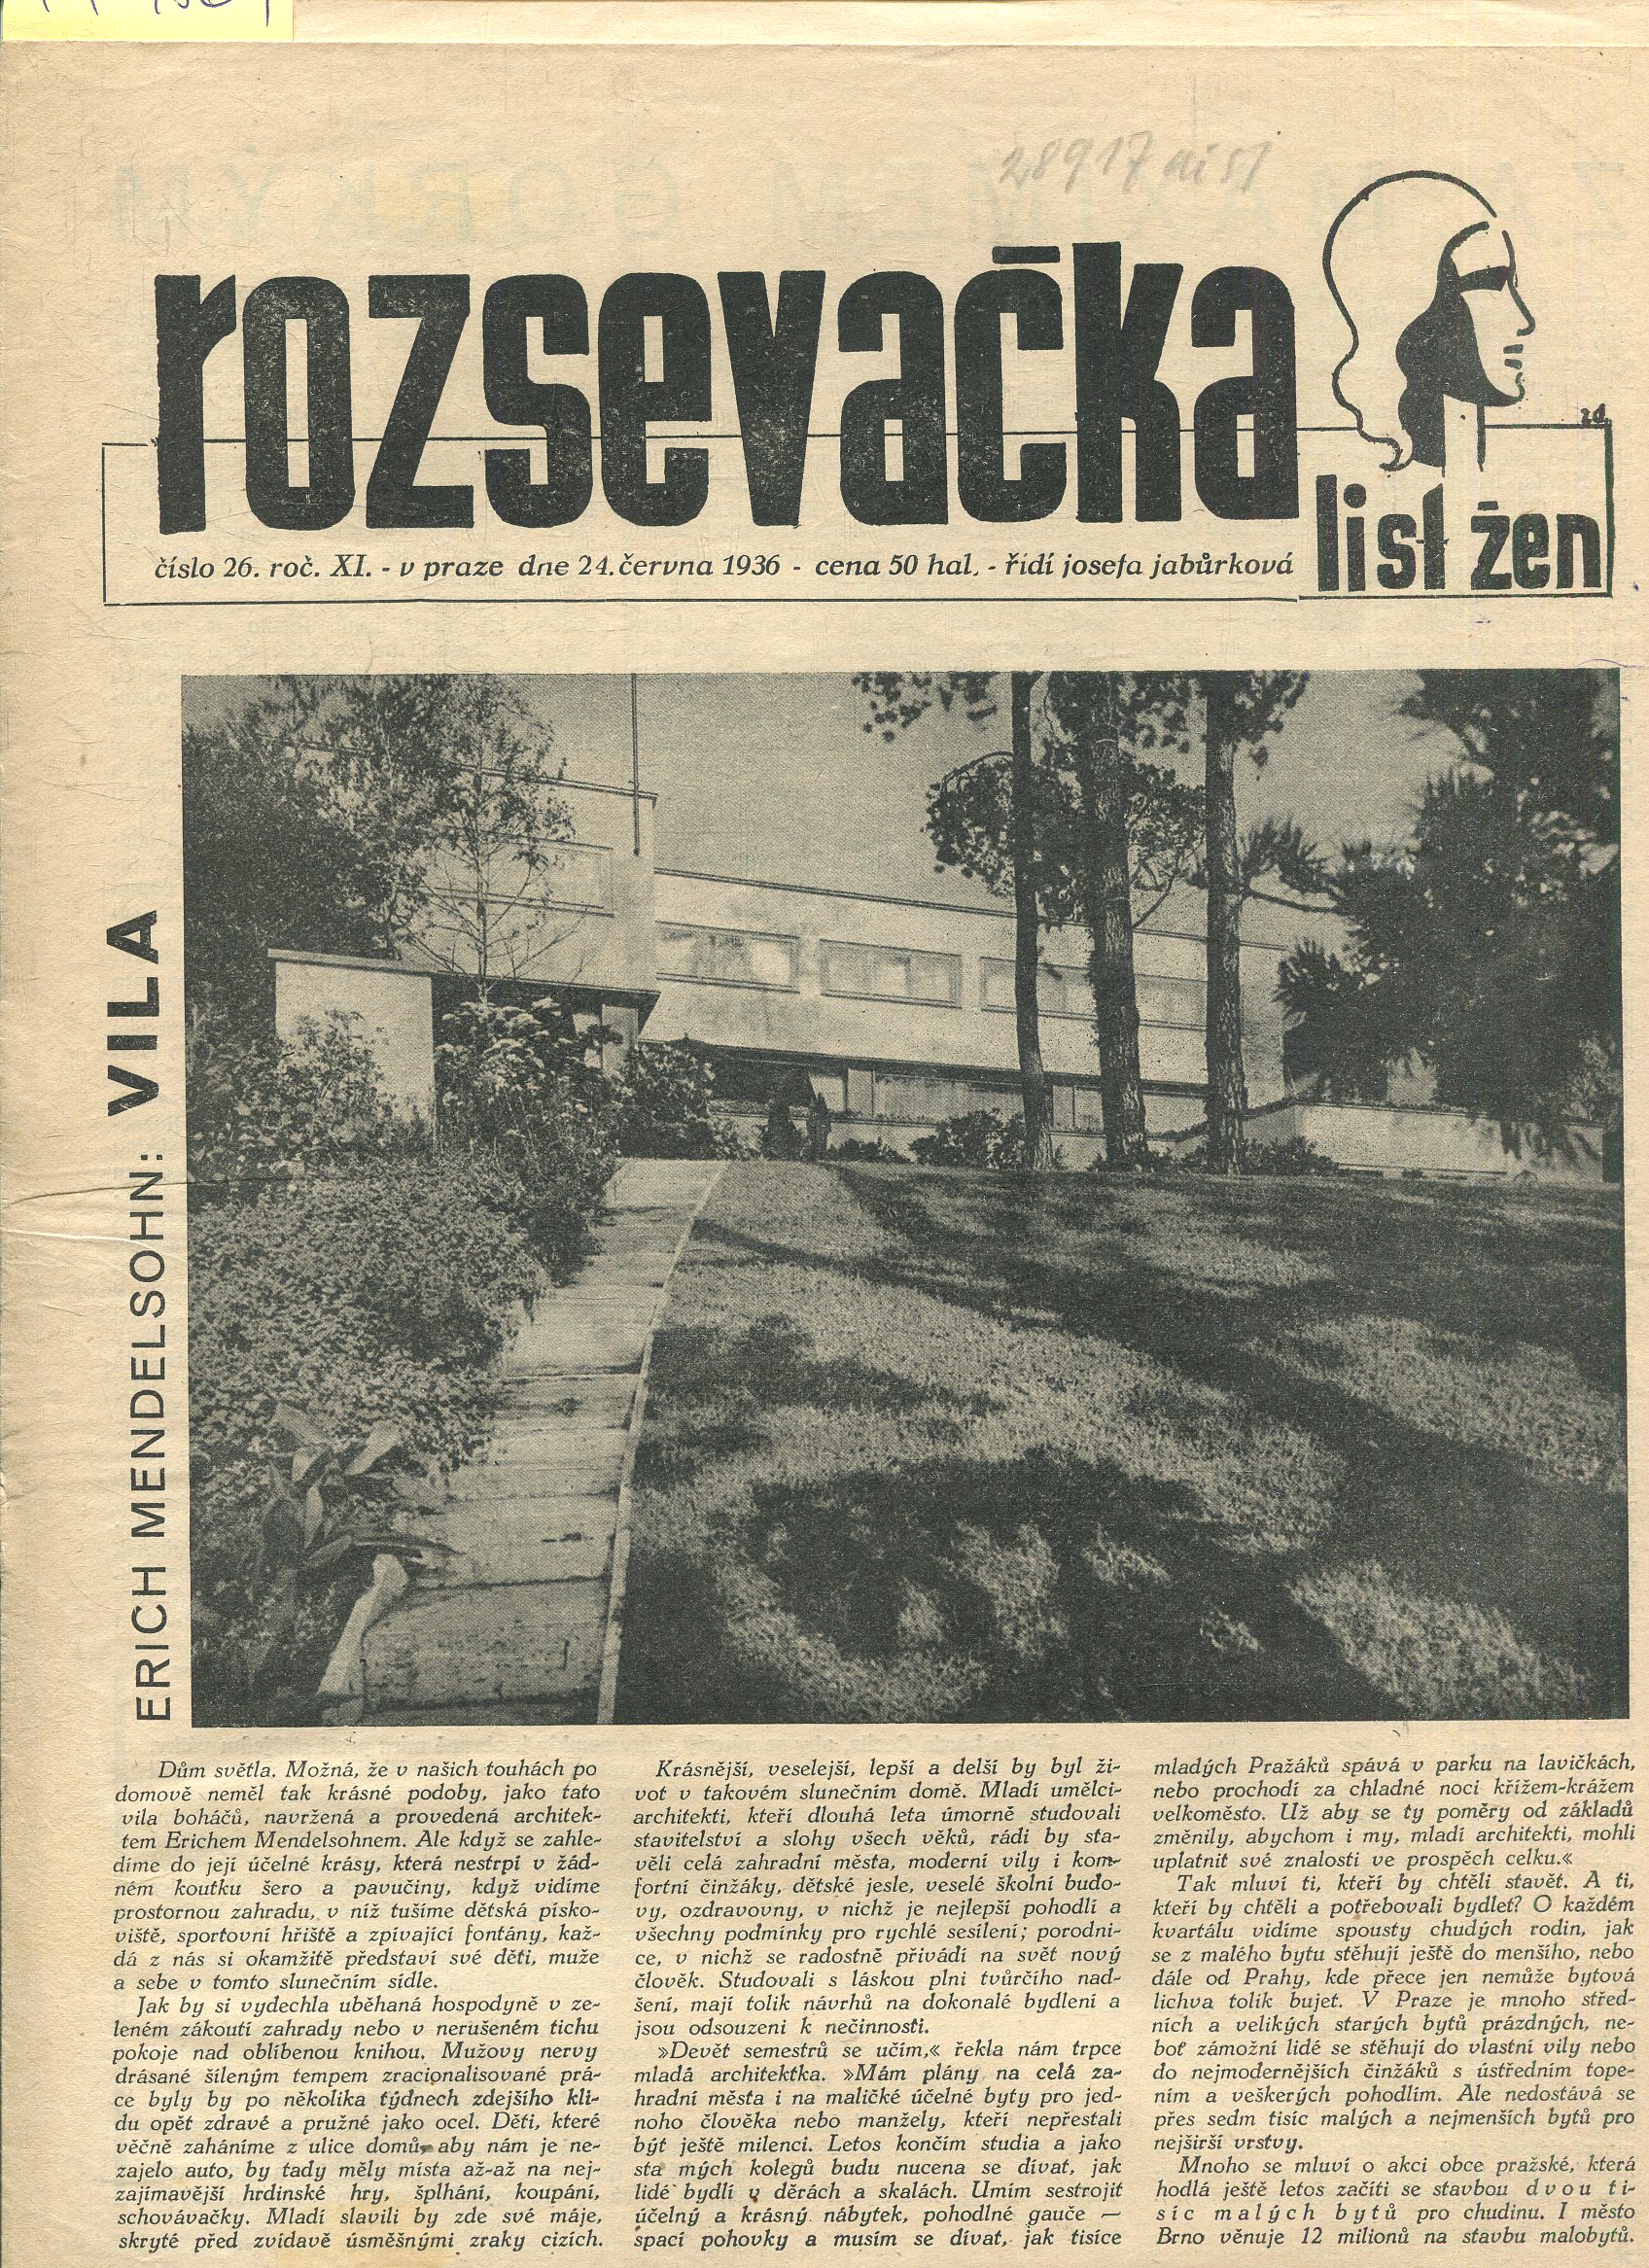 28917
rozsevačka
list žen
číslo 26. roč. XI. - v praze dne 24. června 1936 - cena 50 hal. - řídí josefa jabůrková
ERICH MENDELSOHN: VILA
Dům světla. Možná, že v našich touhách po
domově neměl tak krásné podoby, jako tato
vila boháčů, navržená a provedená architek-
tem Erichem Mendelsohnem. Ale když se zahle-
díme do její účelné krásy, která nestrpí v žád-
ném koutku šero a pavučiny, když vidíme
prostornou zahradu, v níž tušíme dětská písko-
viště, sportovní hřiště a zpívající fontány, kaž-
dá z nás si okamžitě představí své děti, muže
a sebe v tomto slunečním sídle.
Jak by si vydechla uběhaná hospodyně v ze-
leném zákoutí zahrady nebo v nerušeném tichu
pokoje nad oblíbenou knihou. Mužovy nervy
drásané šíleným tempem zracionalisované prá-
ce byly by po několika týdnech zdejšího kli-
du opět zdravé a pružné jako ocel. Děti, které
věčně zaháníme z ulice domů, aby nám je ne-
zajelo auto, by tady měly místa až-až na nej-
zajímavější hrdinské hry, šplhání, koupání,
schovávačky. Mladí slavili by zde své máje,
skryté před zvídavě úsměšnými zraky cizích.
Krásnější, veselejší, lepší a delší by byl ži-
vot v takovém slunečním domě. Mladí umělci-
architekti, kteří dlouhá leta úmorně studovali
stavitelství a slohy všech věků, rádi by sta-
věli celá zahradní města, moderní vily i kom-
fortní činžáky, dětské jesle, veselé školní budo-
vy, ozdravovny, v nichž je nejlepší pohodlí a
všechny podmínky pro rychlé sesílení; porodni-
ce, v nichž se radostně přivádí na svět nový
člověk. Studovali s láskou plni tvůrčího nad-
šení, mají tolik návrhů na dokonalé bydlení a
jsou odsouzeni k nečinnosti.
»Devět semestrů se učím,« řekla nám trpce
mladá architektka. »Mám plány na celá za-
hradní města i na maličké účelné byty pro jed-
noho člověka nebo manžely, kteří nepřestali
být ještě milenci. Letos končím studia a jako
sta mých kolegů budu nucena se dívat, jak
lidé bydlí v děrách a skalách. Umím sestrojit
účelný a krásný nábytek, pohodlné gauče —
spací pohovky a musím se dívat, jak tisíce
mladých Pražáků spává v parku na lavičkách,
nebo prochodí za chladné noci křížem-krážem
velkoměsto. Už aby se ty poměry od základů
změnily, abychom i my, mladí architekti, mohli
uplatnit své znalosti ve prospěch celku.«
Tak mluví ti, kteří by chtěli stavět. A ti,
kteří by chtěli a potřebovali bydlet? O každém
kvartálu vidíme spousty chudých rodin, jak
se z malého bytu stěhují ještě do menšího, nebo
dále od Prahy, kde přece jen nemůže bytová
lichva tolik bujet. V Praze je mnoho střed-
ních a velikých starých bytů prázdných, ne-
boť zámožní lidé se stěhují do vlastní vily nebo
do nejmodernějších činžáků s ústředním tope-
ním a veškerých pohodlím. Ale nedostává se
přes sedm tisíc malých a nejmenších bytů pro
nejširší vrstvy.
Mnoho se mluví o akci obce pražské, která
hodlá ještě letos začíti se stavbou dvou ti-
síc malých bytů pro chudinu. I město
Brno věnuje 12 milionů na stavbu malobytů.